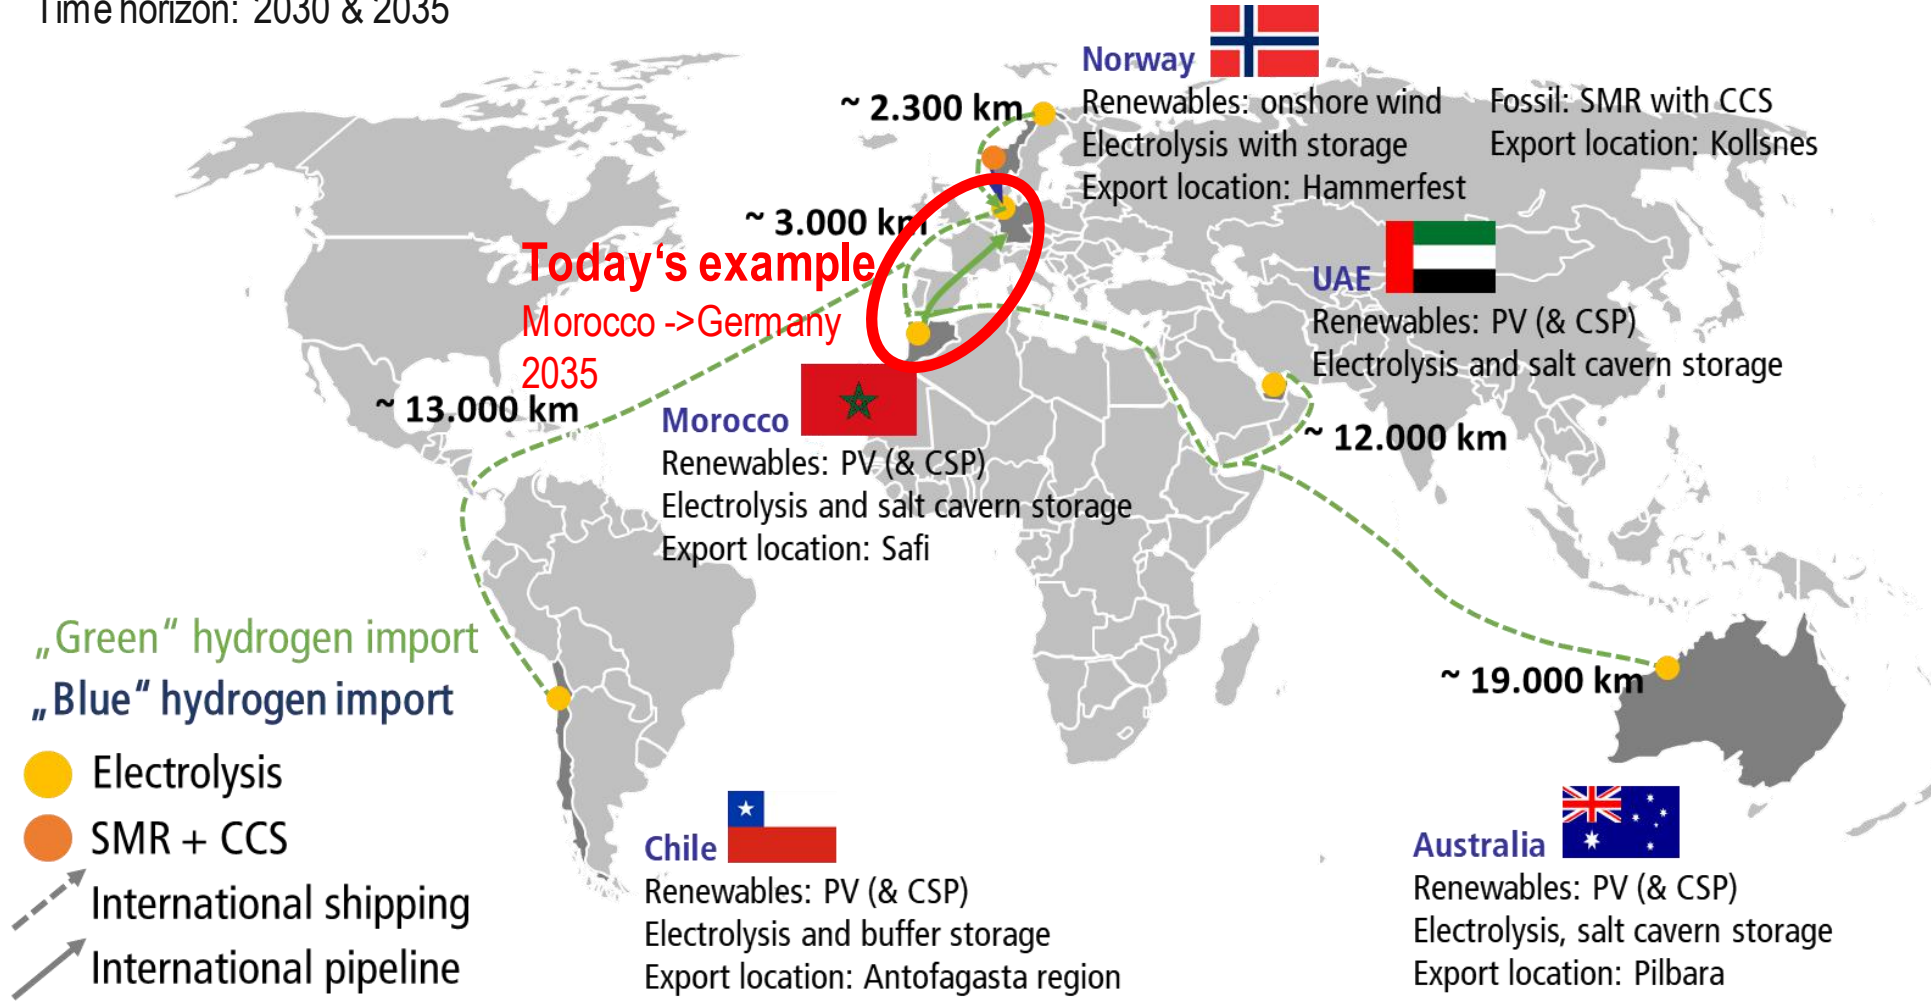 Time horizon: 2030 & 2035
Norway
Renewables: onshore wind
Electrolysis with storage
Export location: Hammerfest
Fossil: SMR with CCS
Export location: Kollsnes
~ 2.300 km
~ 3.000 km
Today‘s example
Morocco ->Germany
2035
UAE
Renewables: PV (& CSP)
Electrolysis and salt cavern storage
~ 13.000 km
~ 12.000 km
Morocco
Renewables: PV (& CSP)
Electrolysis and salt cavern storage
Export location: Safi
„Green“ hydrogen import
„Blue“ hydrogen import
Electrolysis
SMR + CCS
International shipping
International pipeline
~ 19.000 km
Chile
Renewables: PV (& CSP)
Electrolysis and buffer storage
Export location: Antofagasta region
Australia
Renewables: PV (& CSP)
Electrolysis, salt cavern storage
Export location: Pilbara